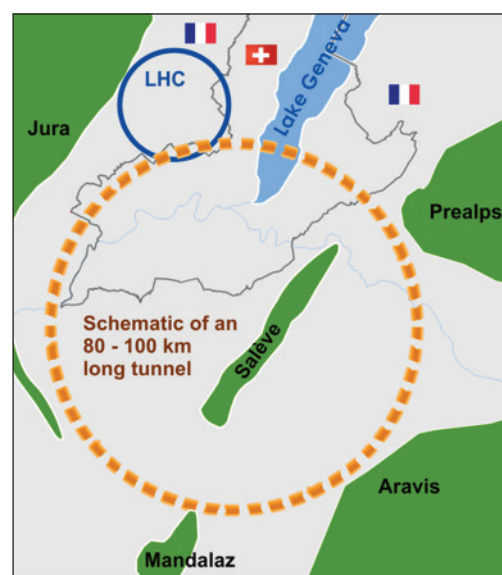 LHC
Jura
Lake Geneva
Prealps
Schematic of an
80 - 100 km
long tunnel
Salève
Aravis
Mandalaz